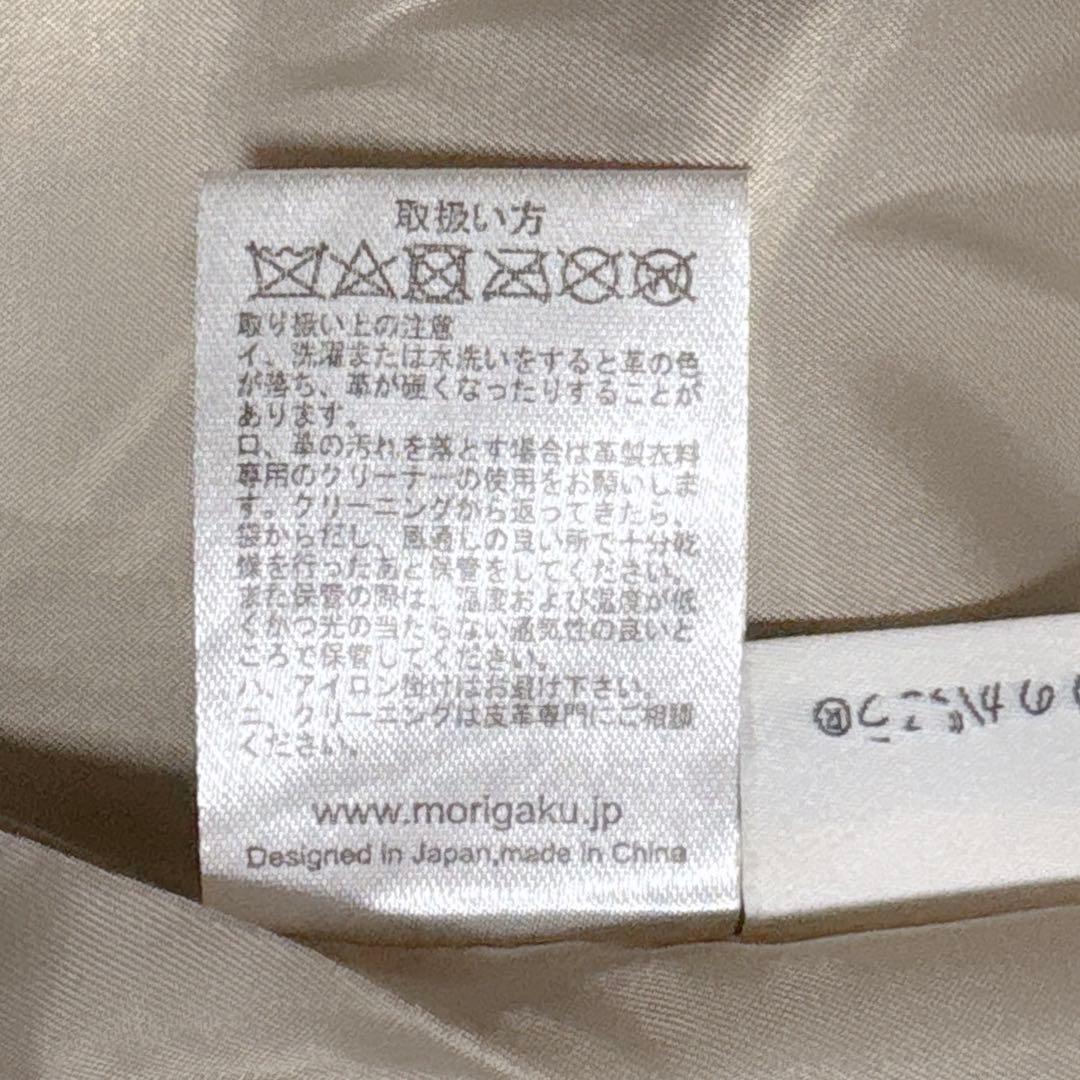 取扱い方
取り扱い上の注意
イ、洗濯または水洗いをすると革の色
が落ち、革が硬くなったりすることが
あります。
ロ、革の汚れを落とす場合は革製衣料
専用のクリーナーの使用をお願いしま
す。クリーニングから返ってきたら、
袋からだし、風通しの良い所で十分乾
燥を行ったあと保管をしてください。
また保管の際は、湿度および温度が低
くかつ光の当たらない通気性の良いと
ころで保管してください。
ハ、アイロン掛けはお避け下さい。
ニ、クリーニングは皮革専門にご相談
ください。
www.morigaku.jp
Designed in Japan,made in China
のがっこう®